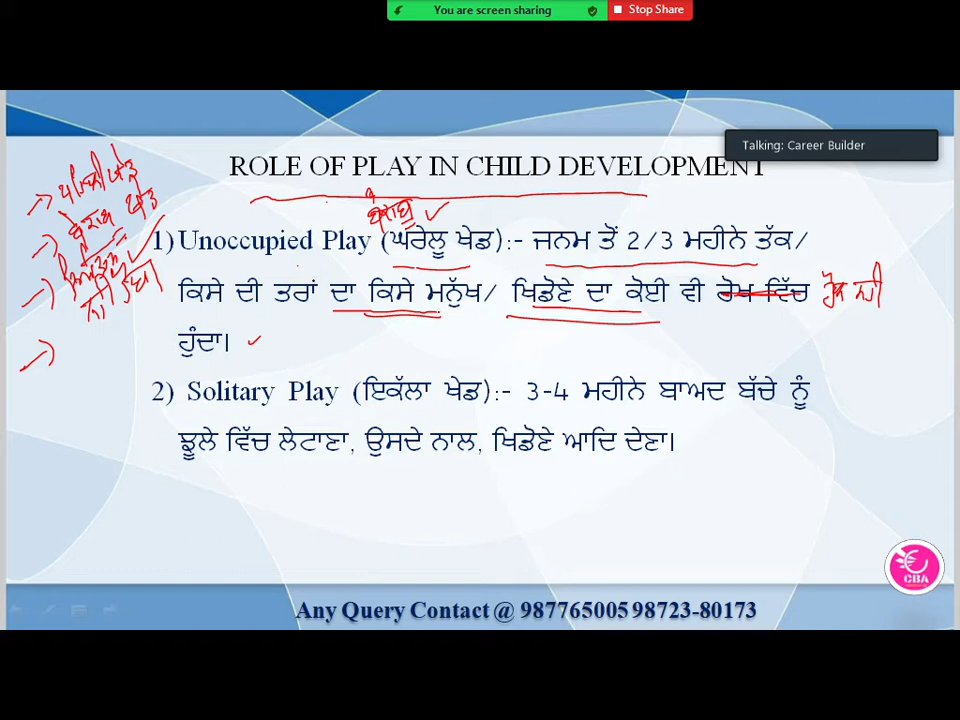 You are screen sharing Stop Share
Talking: Career Builder
ROLE OF PLAY IN CHILD DEVELOPMENT
1) Unoccupied Play (ਘਰੇਲੂ ਖੇਡ):- ਜਨਮ ਤੋਂ 2/3 ਮਹੀਨੇ ਤੱਕ/
ਕਿਸੇ ਦੀ ਤਰਾਂ ਦਾ ਕਿਸੇ ਮਨੁੱਖ/ ਖਿਡੋਣੇ ਦਾ ਕੋਈ ਵੀ ਰੋਖ ਵਿੱਚ
ਹੁੰਦਾ।
2) Solitary Play (ਇਕੱਲਾ ਖੇਡ):- 3-4 ਮਹੀਨੇ ਬਾਅਦ ਬੱਚੇ ਨੂੰ
ਝੂਲੇ ਵਿੱਚ ਲੇਟਾਣਾ, ਉਸਦੇ ਨਾਲ, ਖਿਡੋਣੇ ਆਦਿ ਦੇਣਾ।
CBA
Any Query Contact @ 9877650059 8723-80173